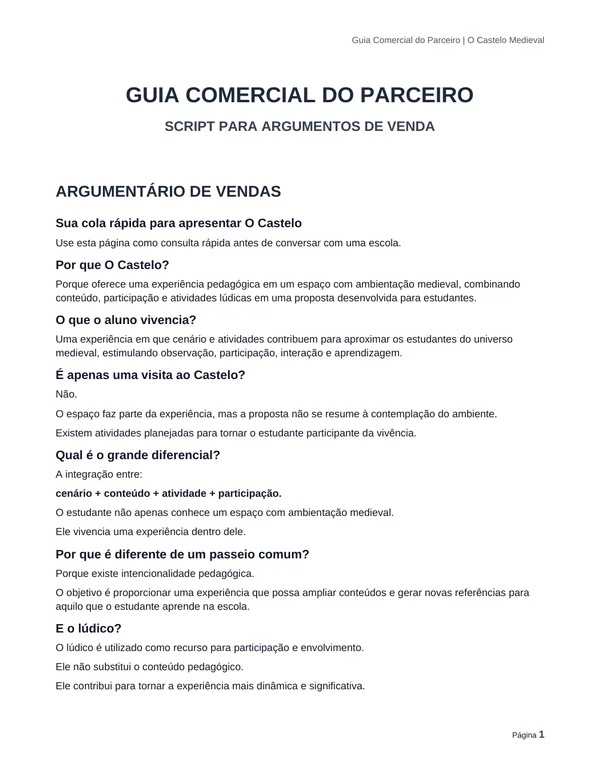 Guia Comercial do Parceiro | O Castelo Medieval
GUIA COMERCIAL DO PARCEIRO
SCRIPT PARA ARGUMENTOS DE VENDA
ARGUMENTÁRIO DE VENDAS
Sua cola rápida para apresentar O Castelo
Use esta página como consulta rápida antes de conversar com uma escola.
Por que O Castelo?
Porque oferece uma experiência pedagógica em um espaço com ambientação medieval, combinando
conteúdo, participação e atividades lúdicas em uma proposta desenvolvida para estudantes.
O que o aluno vivencia?
Uma experiência em que cenário e atividades contribuem para aproximar os estudantes do universo
medieval, estimulando observação, participação, interação e aprendizagem.
É apenas uma visita ao Castelo?
Não.
O espaço faz parte da experiência, mas a proposta não se resume à contemplação do ambiente.
Existem atividades planejadas para tornar o estudante participante da vivência.
Qual é o grande diferencial?
A integração entre:
cenário + conteúdo + atividade + participação.
O estudante não apenas conhece um espaço com ambientação medieval.
Ele vivencia uma experiência dentro dele.
Por que é diferente de um passeio comum?
Porque existe intencionalidade pedagógica.
O objetivo é proporcionar uma experiência que possa ampliar conteúdos e gerar novas referências para
aquilo que o estudante aprende na escola.
E o lúdico?
O lúdico é utilizado como recurso para participação e envolvimento.
Ele não substitui o conteúdo pedagógico.
Ele contribui para tornar a experiência mais dinâmica e significativa.
Página 1